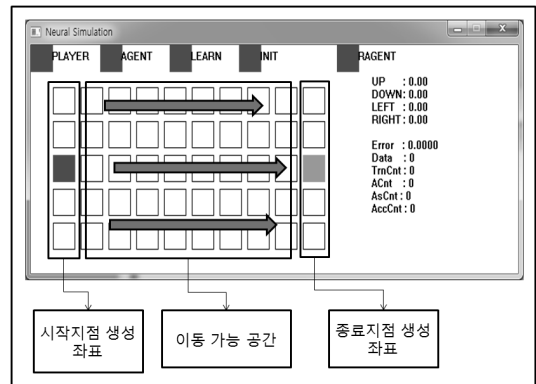 Neural Simulation
PLAYER AGENT LEARN INIT RAGENT
UP : 0.00
DOWN: 0.00
LEFT : 0.00
RIGHT: 0.00
Error : 0.0000
Data : 0
TrnCnt: 0
ACnt : 0
AsCnt: 0
AccCnt: 0
시작지점 생성
좌표
이동 가능 공간
종료지점 생성
좌표